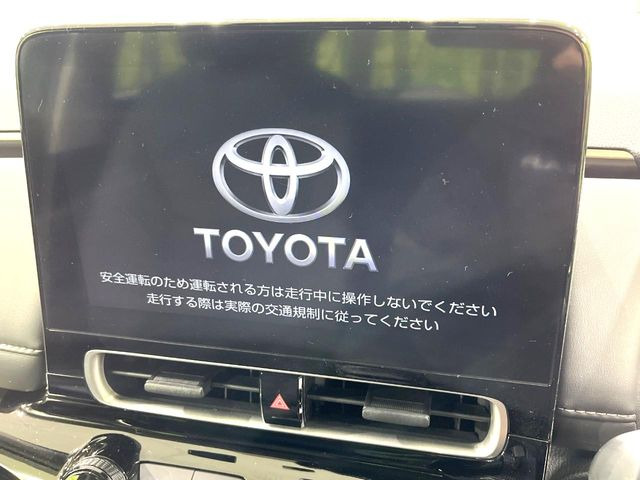 TOYOTA
安全運転のため運転される方は走行中に操作しないでください
走行する際は実際の交通規制に従ってください